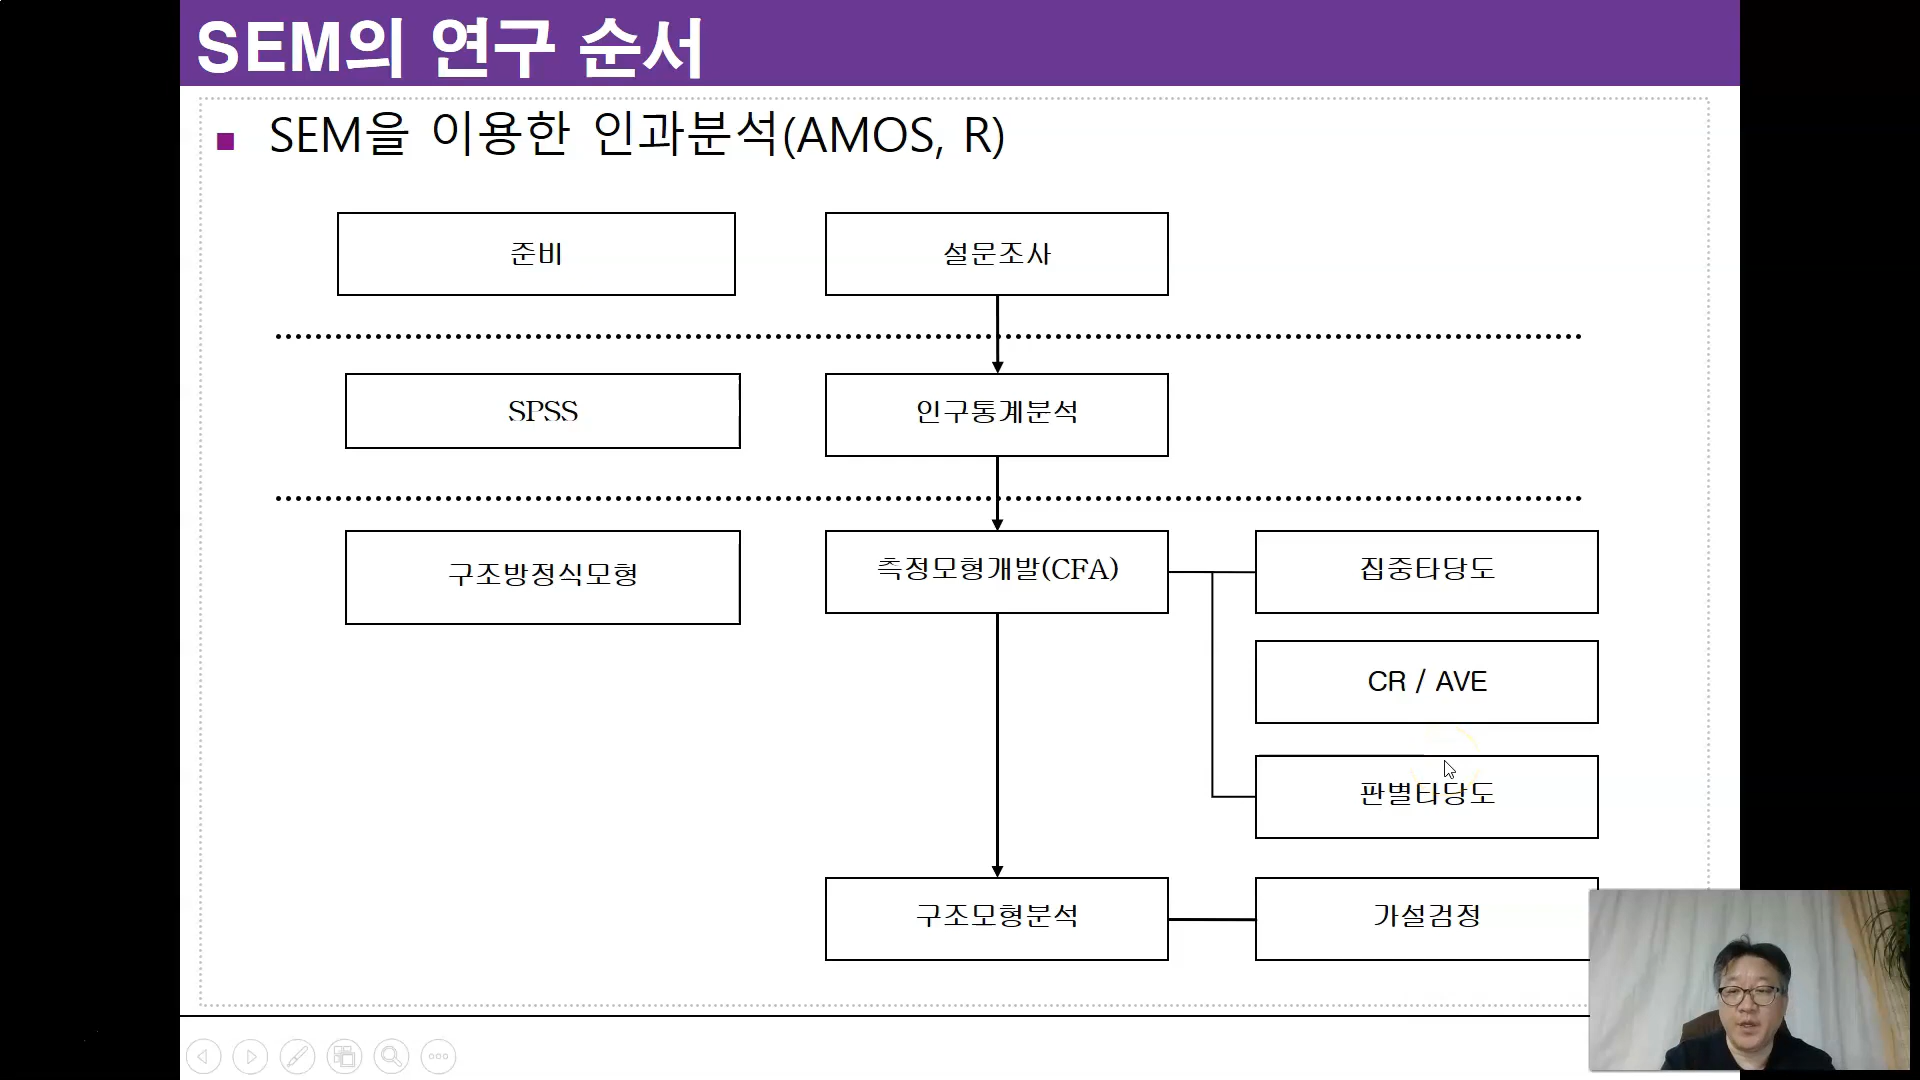 SEM의 연구 순서
SEM을 이용한 인과분석(AMOS, R)
준비
설문조사
SPSS
인구통계분석
구조방정식모형
측정모형개발(CFA)
집중타당도
CR / AVE
판별타당도
구조모형분석
가설검정